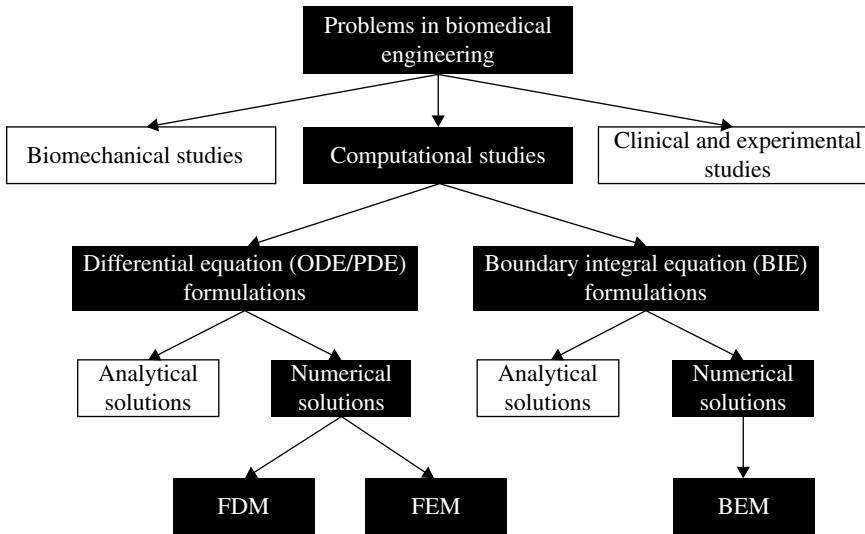 Problems in biomedical
engineering
Biomechanical studies
Computational studies
Clinical and experimental
studies
Differential equation (ODE/PDE)
formulations
Boundary integral equation (BIE)
formulations
Analytical
solutions
Numerical
solutions
Analytical
solutions
Numerical
solutions
FDM
FEM
BEM